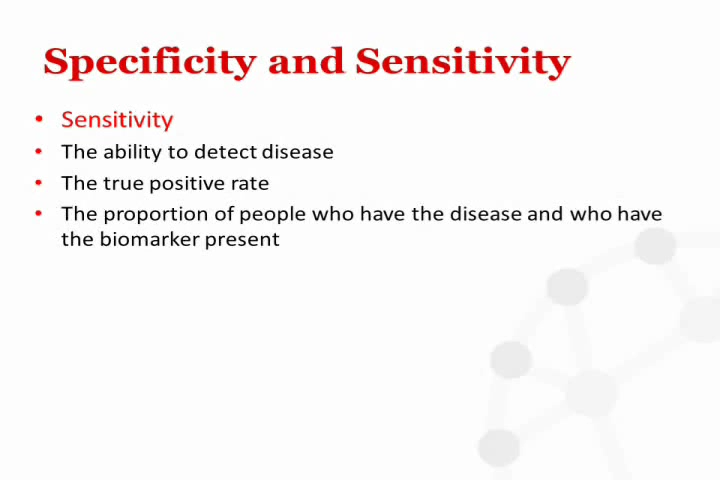 Specificity and Sensitivity
• Sensitivity
• The ability to detect disease
• The true positive rate
• The proportion of people who have the disease and who have
the biomarker present